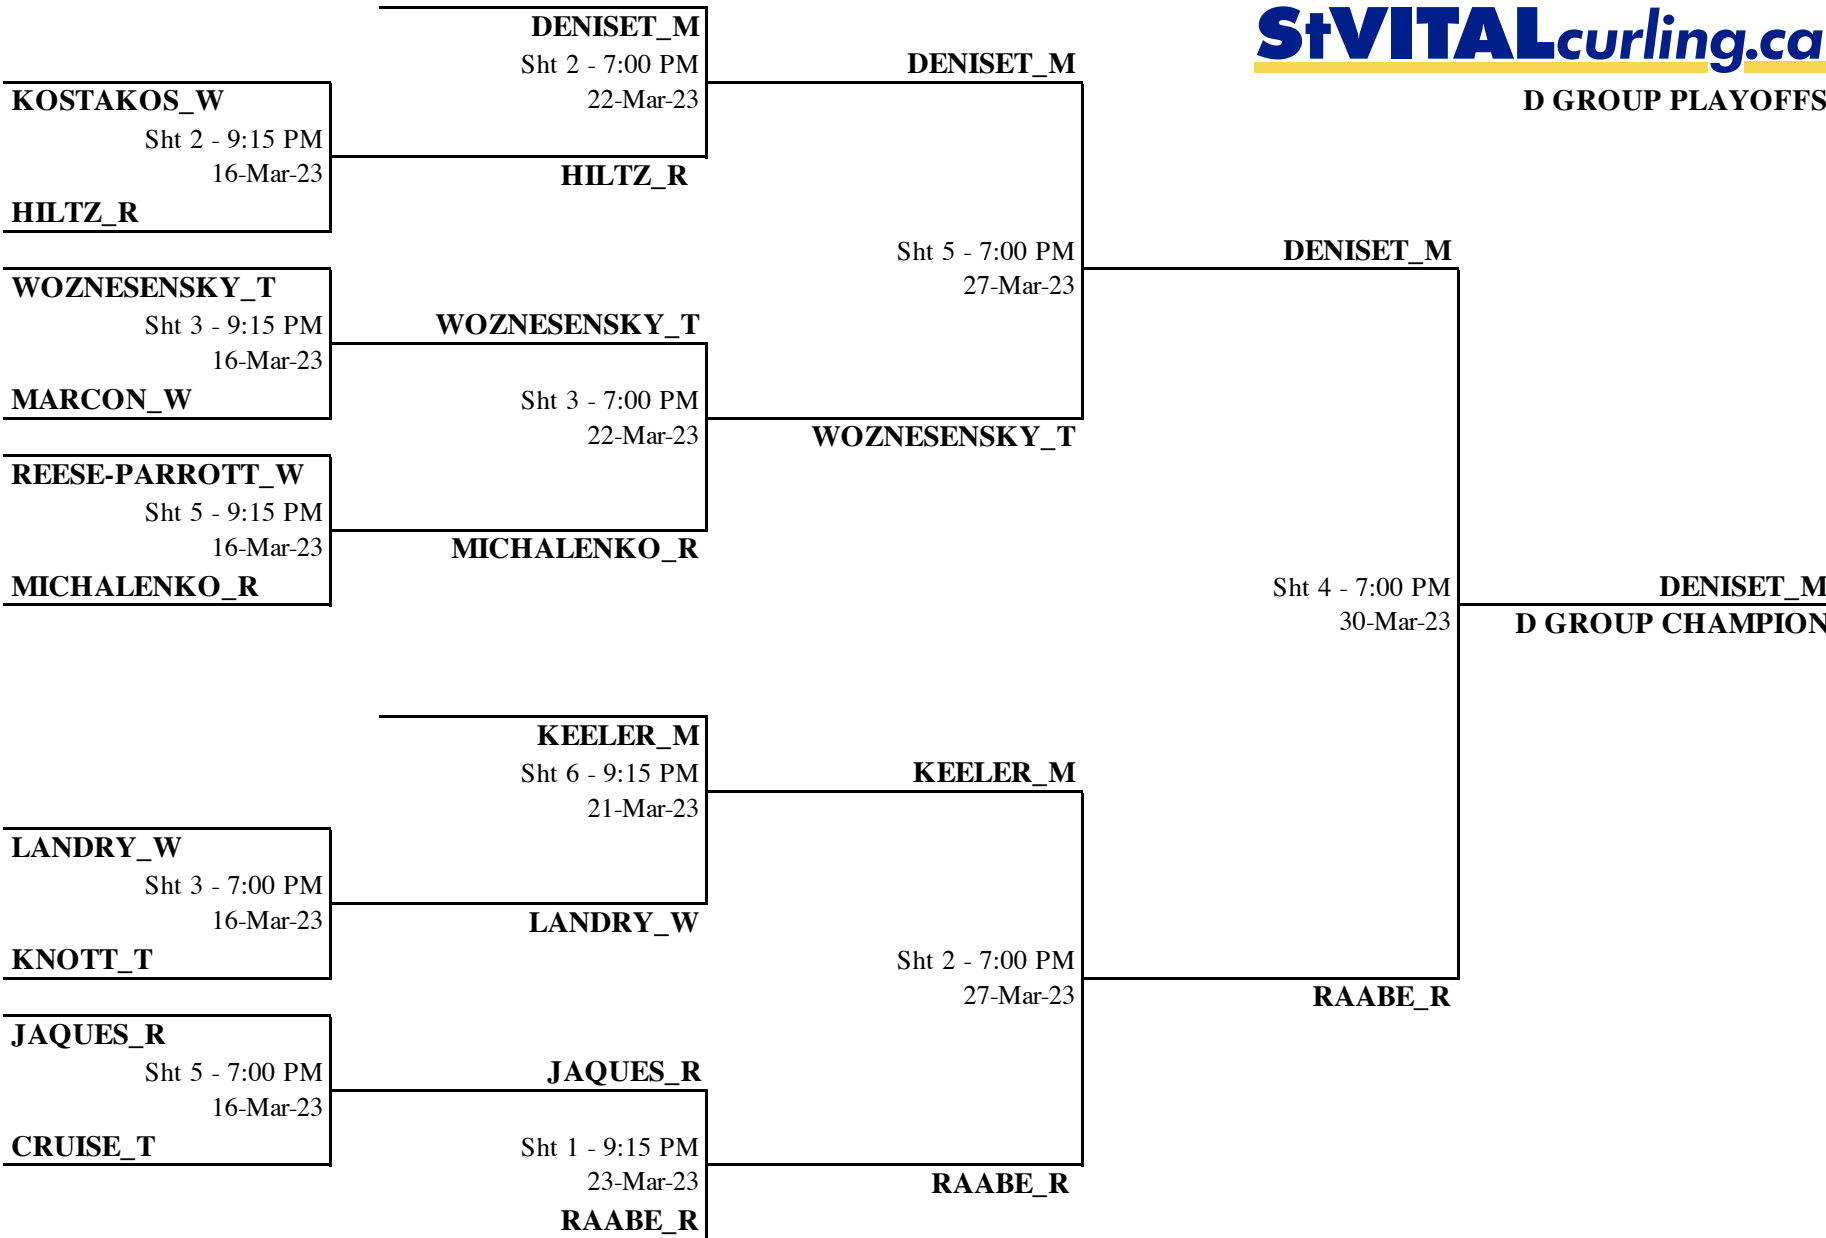 StVITALcurling.ca
D GROUP PLAYOFFS
DENISET_M
Sht 2 - 7:00 PM
22-Mar-23
DENISET_M
KOSTAKOS_W
Sht 2 - 9:15 PM
16-Mar-23
HILTZ_R
HILTZ_R
Sht 5 - 7:00 PM
27-Mar-23
DENISET_M
WOZNESENSKY_T
Sht 3 - 9:15 PM
16-Mar-23
MARCON_W
WOZNESENSKY_T
Sht 3 - 7:00 PM
22-Mar-23
WOZNESENSKY_T
REESE-PARROTT_W
Sht 5 - 9:15 PM
16-Mar-23
MICHALENKO_R
MICHALENKO_R
Sht 4 - 7:00 PM
30-Mar-23
DENISET_M
D GROUP CHAMPION
KEELER_M
Sht 6 - 9:15 PM
21-Mar-23
KEELER_M
LANDRY_W
Sht 3 - 7:00 PM
16-Mar-23
KNOTT_T
LANDRY_W
Sht 2 - 7:00 PM
27-Mar-23
RAABE_R
JAQUES_R
Sht 5 - 7:00 PM
16-Mar-23
CRUISE_T
JAQUES_R
Sht 1 - 9:15 PM
23-Mar-23
RAABE_R
RAABE_R